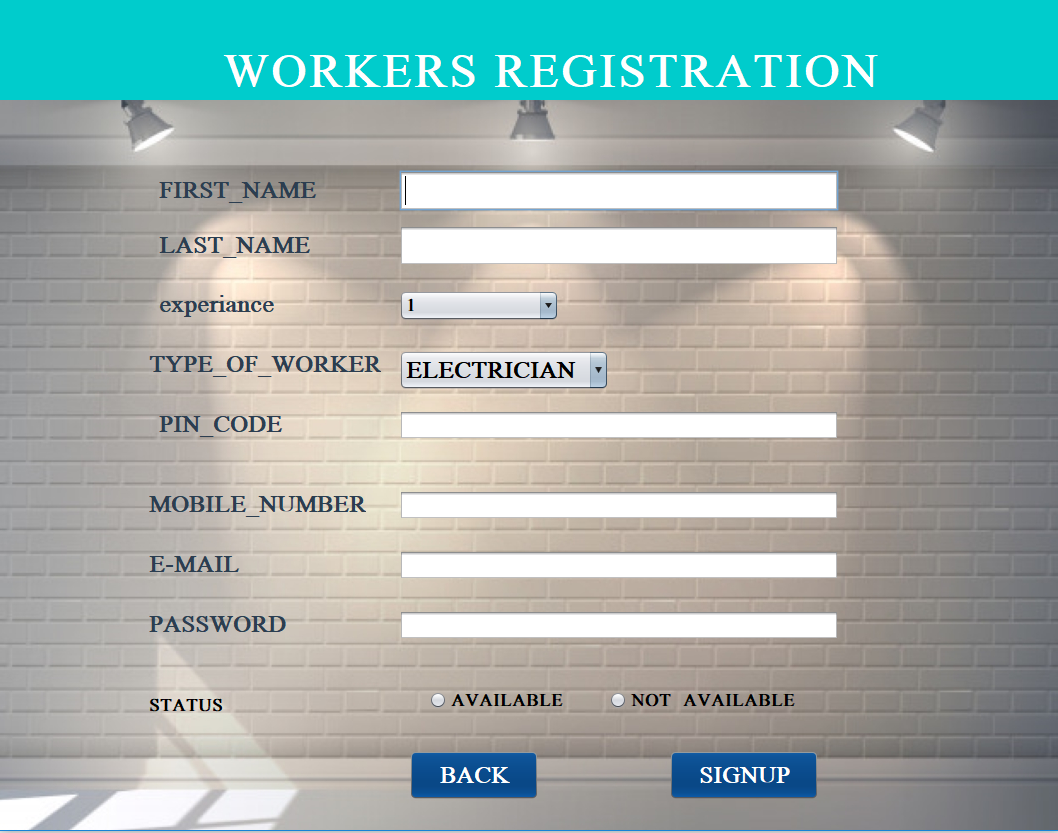 WORKERS REGISTRATION
FIRST_NAME
LAST_NAME
experiance 1
TYPE_OF_WORKER ELECTRICIAN
PIN_CODE
MOBILE_NUMBER
E-MAIL
PASSWORD
STATUS AVAILABLE NOT AVAILABLE
BACK SIGNUP